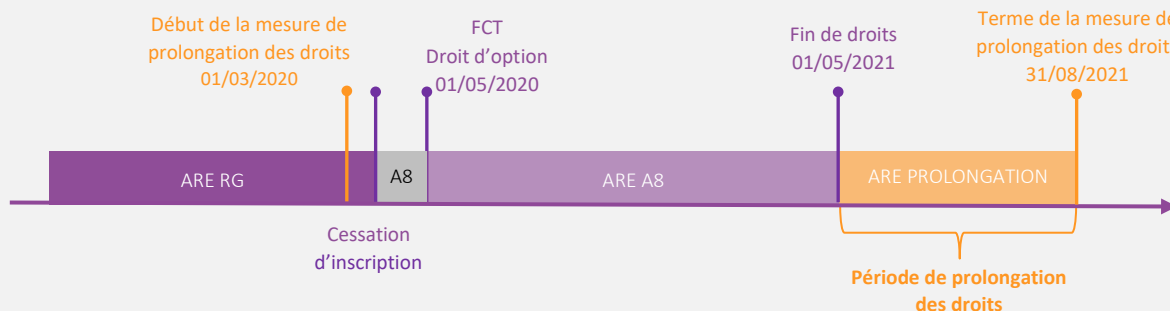 Début de la mesure de
prolongation des droits
01/03/2020
FCT
Droit d’option
01/05/2020
Fin de droits
01/05/2021
Terme de la mesure de
prolongation des droit
31/08/2021
ARE RG
A8
ARE A8
ARE PROLONGATION
Cessation
d’inscription
Période de prolongation
des droits